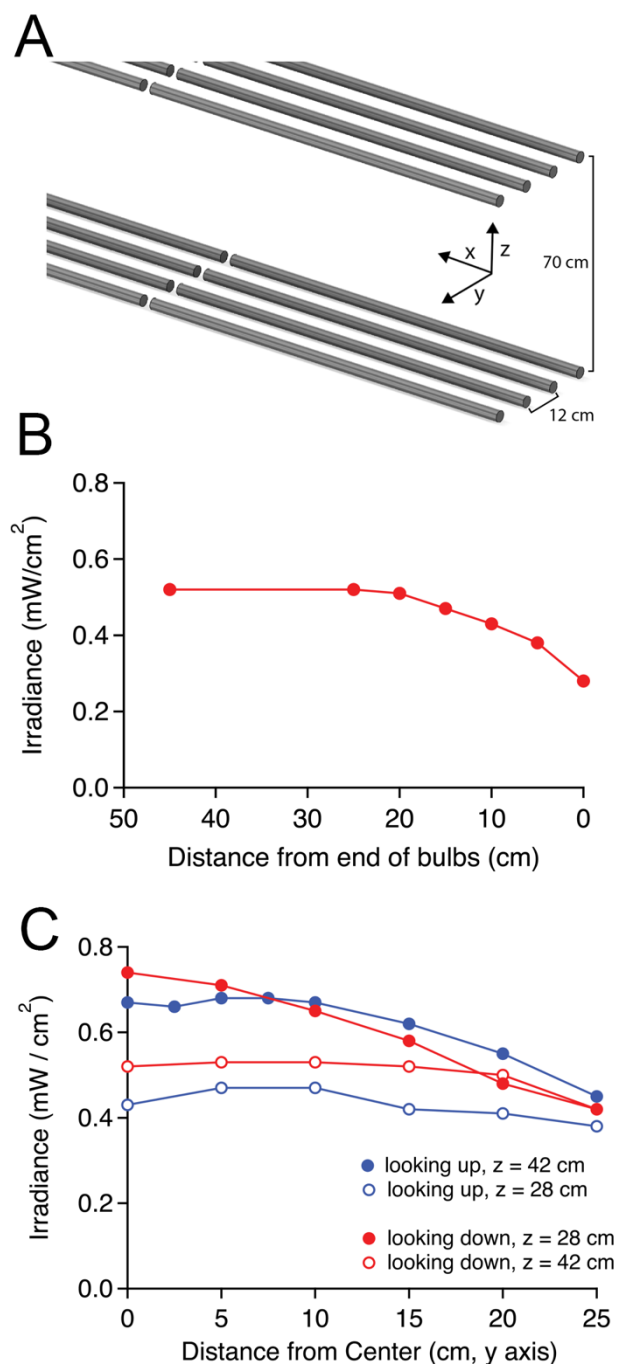 A
x
z
y
70 cm
12 cm
B
Irradiance (mW/cm²)
0.8
0.6
0.4
0.2
0.0
50 40 30 20 10 0
Distance from end of bulbs (cm)
C
Irradiance (mW / cm²)
0.8
0.6
0.4
0.2
0.0
looking up, z = 42 cm
looking up, z = 28 cm
looking down, z = 28 cm
looking down, z = 42 cm
0 5 10 15 20 25
Distance from Center (cm, y axis)